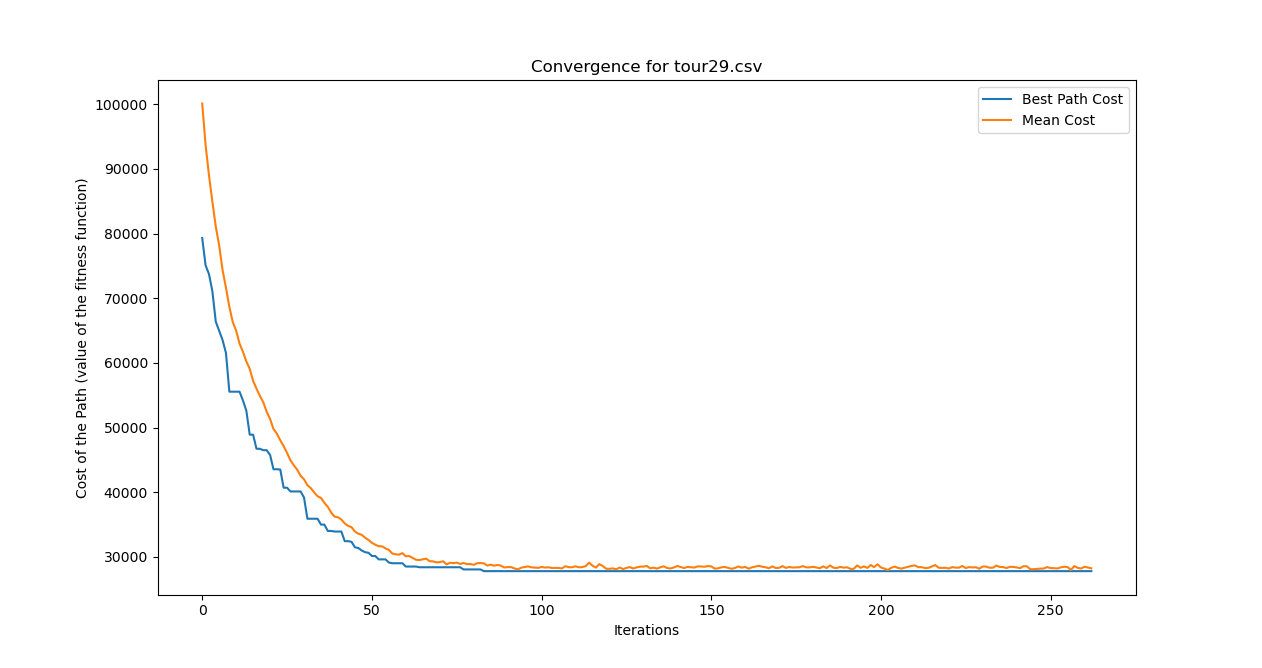 Convergence for tour29.csv
Best Path Cost
Mean Cost
Cost of the Path (value of the fitness function)
100000
90000
80000
70000
60000
50000
40000
30000
0
50
100
150
200
250
Iterations